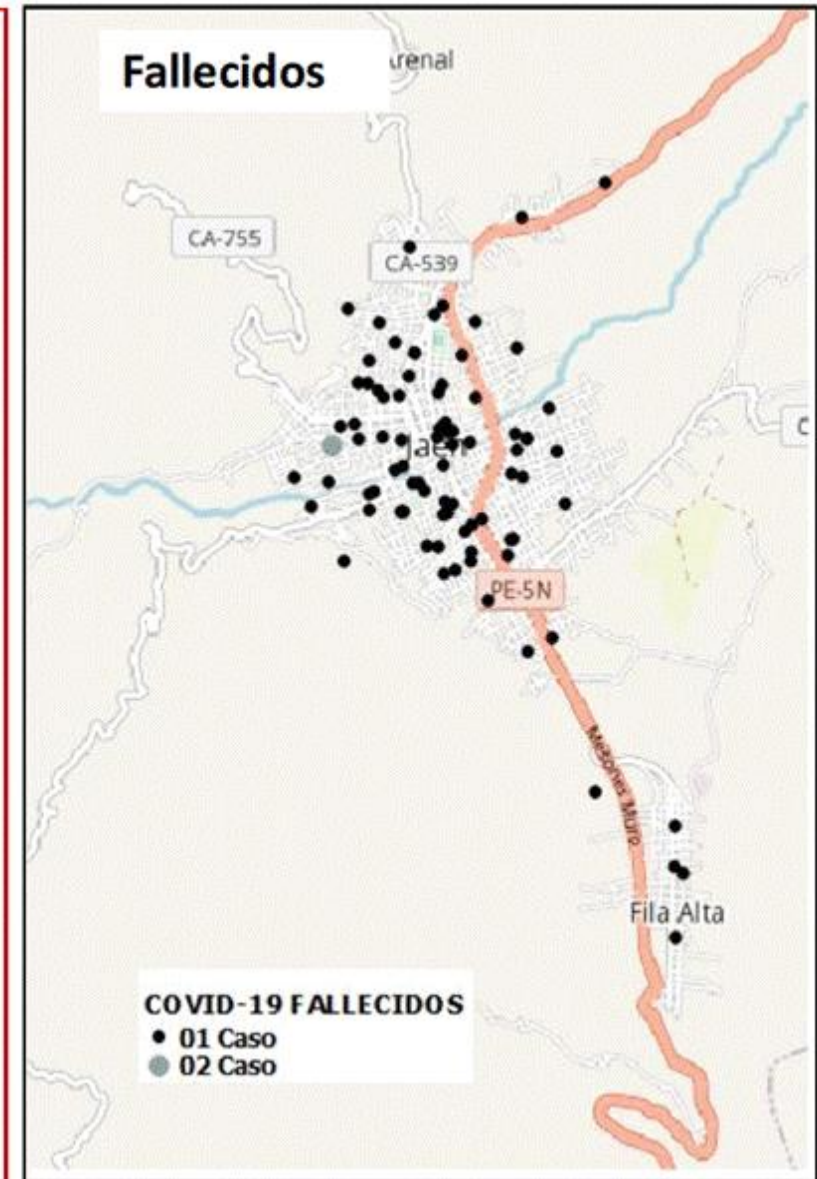 Fallecidos
Arenal
CA-755
CA-539
C
Jaén
PE-5N
Mesones Muro
Fila Alta
COVID-19 FALLECIDOS
01 Caso
02 Caso